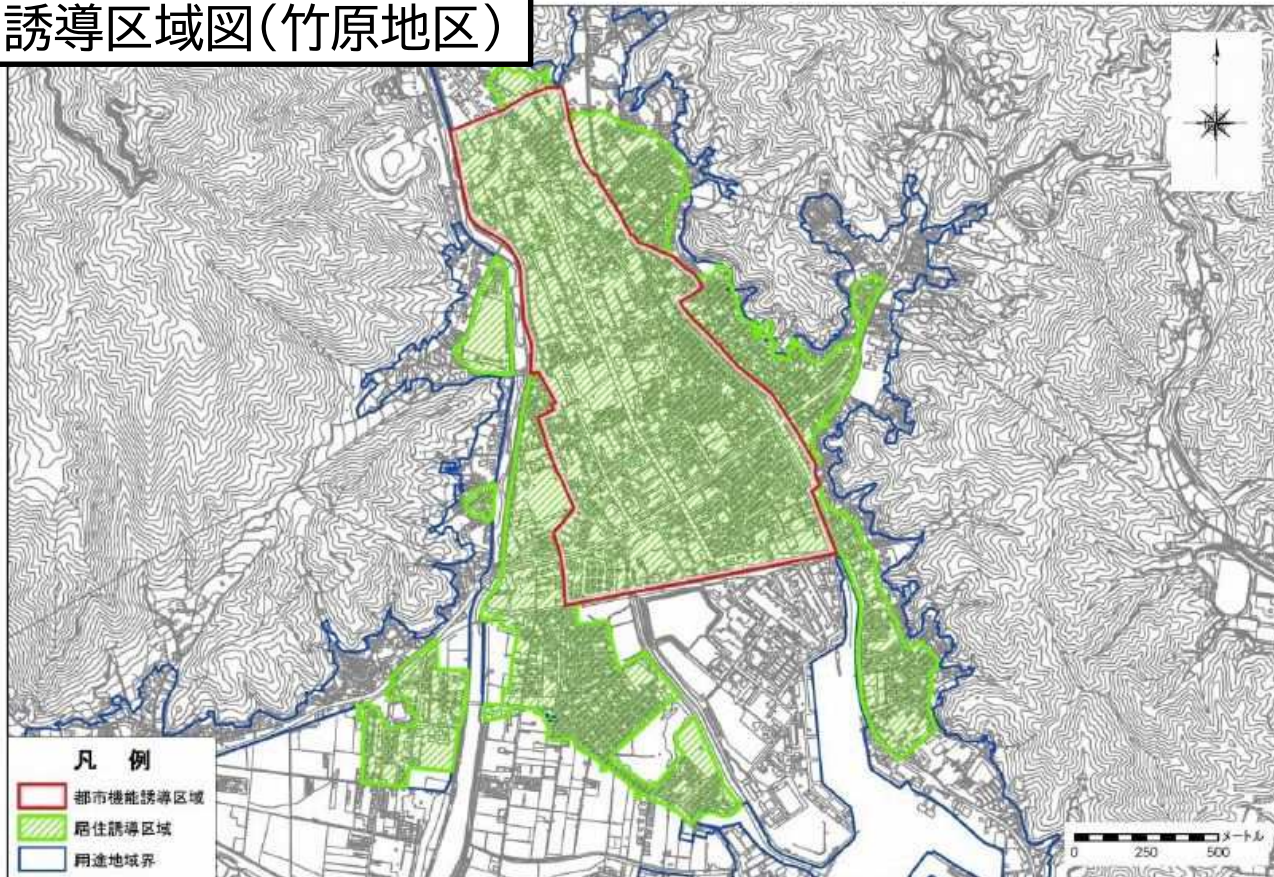 誘導区域図(竹原地区)
凡 例
都市機能誘導区域
居住誘導区域
用途地域界
メートル
0 250 500